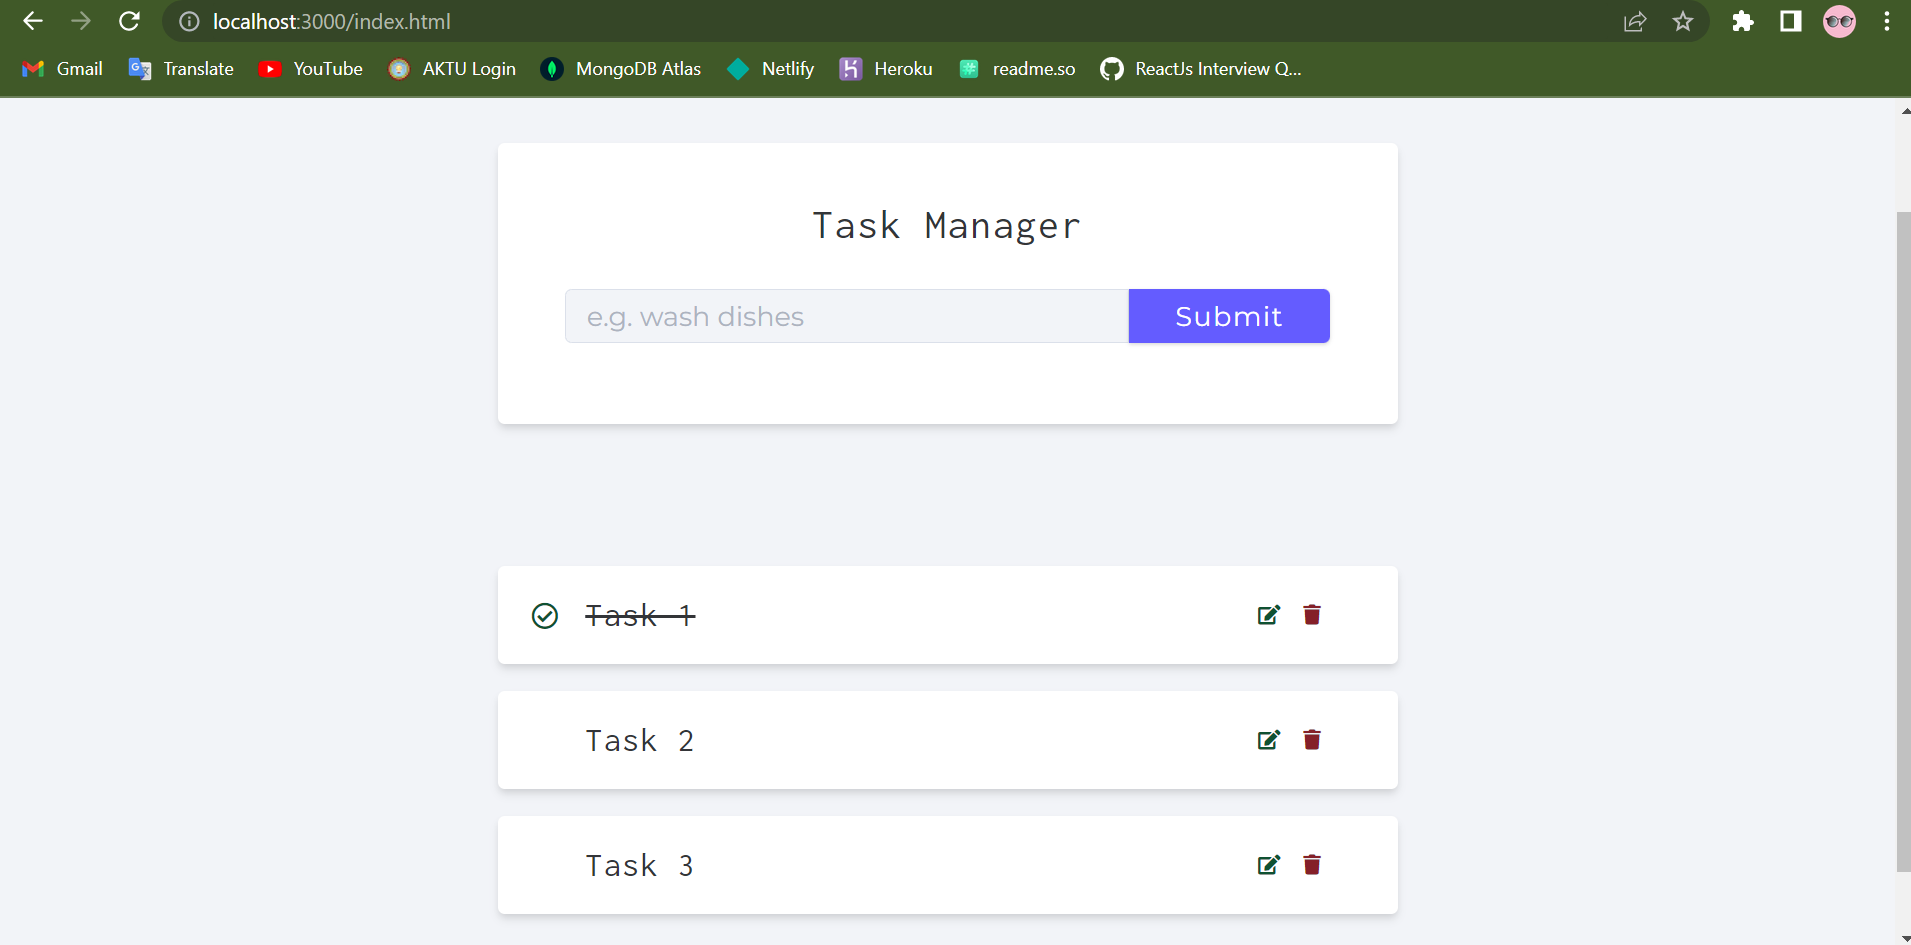 localhost:3000/index.html
Gmail Translate YouTube AKTU Login MongoDB Atlas Netlify Heroku readme.so ReactJs Interview Q...
Task Manager
e.g. wash dishes Submit
Task 1
Task 2
Task 3